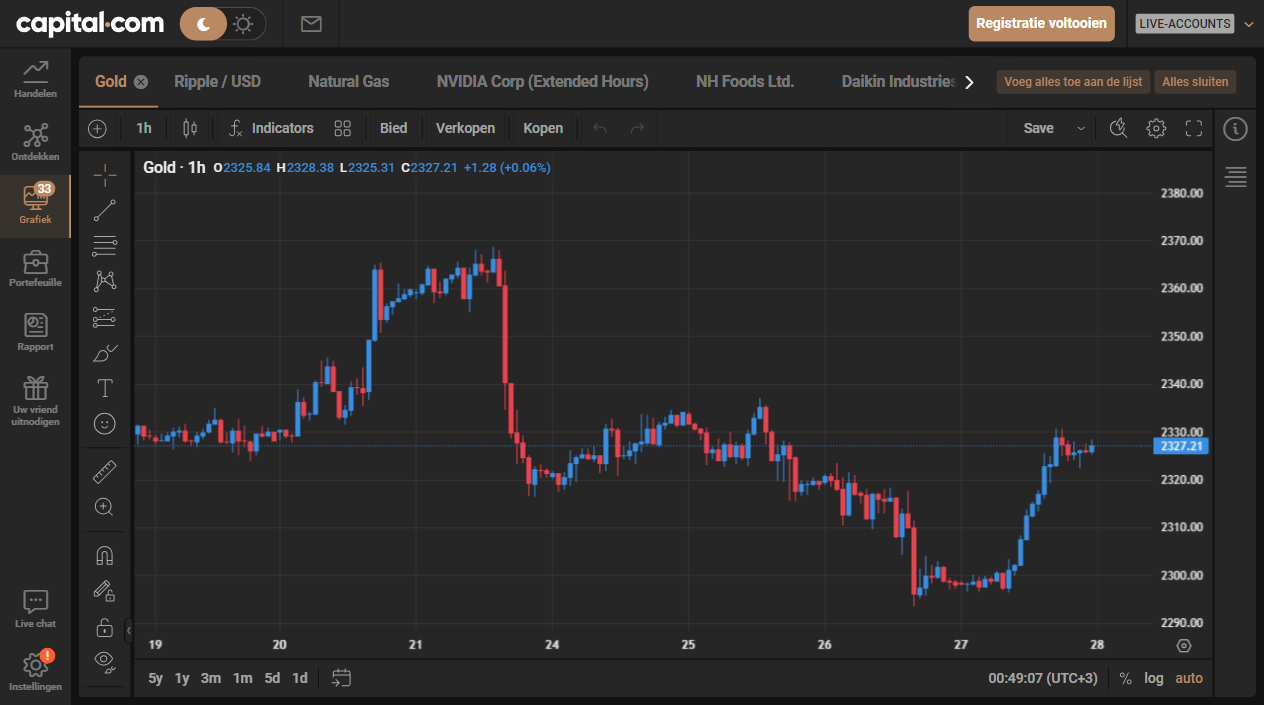 capital.com
Registratie voltooien
LIVE-ACCOUNTS
Handelen
Ontdekken
33
Grafiek
Portefeuille
Rapport
Uw vriend
uitnodigen
Live chat
!
Instellingen
Gold
Ripple / USD
Natural Gas
NVIDIA Corp (Extended Hours)
NH Foods Ltd.
Daikin Industries
Voeg alles toe aan de lijst
Alles sluiten
1h
Indicators
Bied
Verkopen
Kopen
Save
Gold · 1h O2325.84 H2328.38 L2325.31 C2327.21 +1.28 (+0.06%)
2380.00
2370.00
2360.00
2350.00
2340.00
2330.00
2327.21
2320.00
2310.00
2300.00
2290.00
19 20 21 24 25 26 27 28
5y 1y 3m 1m 5d 1d
00:49:07 (UTC+3)
% log auto